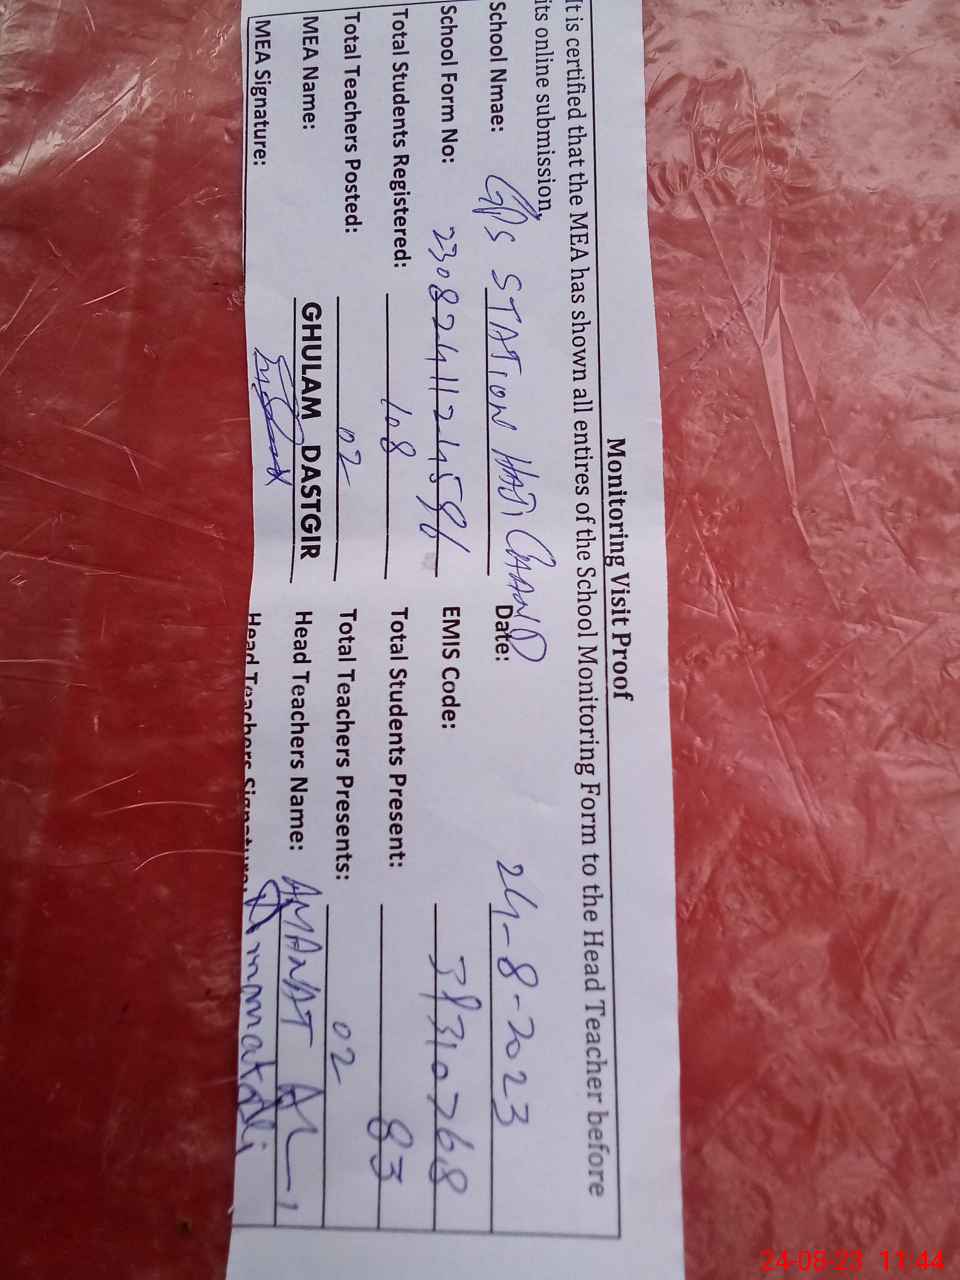 Monitoring Visit Proof
It is certified that the MEA has shown all entires of the School Monitoring Form to the Head Teacher before
its online submission
School Nmae: GPS STATION HAJI CHAND Date: 24-8-2023
School Form No: EMIS Code:
Total Students Registered: 108 Total Students Present: 83
Total Teachers Posted: 02 Total Teachers Presents: 02
MEA Name: GHULAM DASTGIR Head Teachers Name: AMANAT ALI
MEA Signature: Head Teachers Signature:
24-08-23 11:44